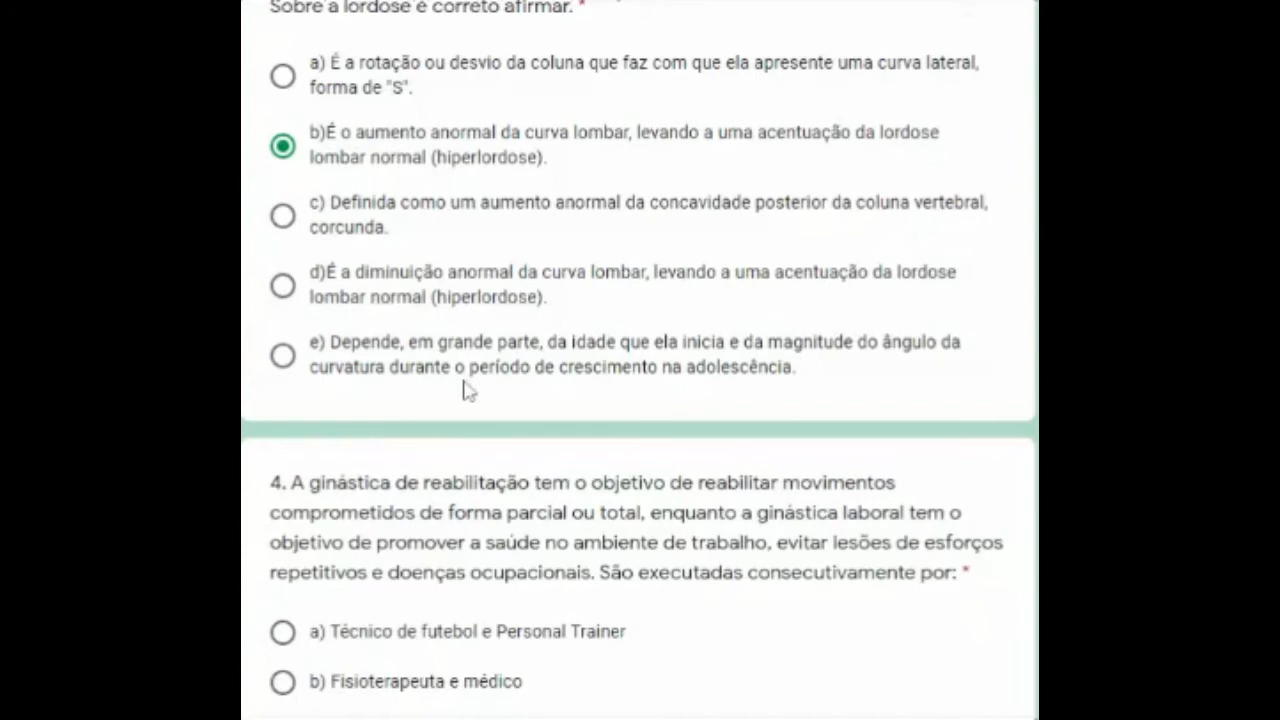 Sobre a lordose é correto afirmar. *
a) É a rotação ou desvio da coluna que faz com que ela apresente uma curva lateral,
forma de "S".
b)É o aumento anormal da curva lombar, levando a uma acentuação da lordose
lombar normal (hiperlordose).
c) Definida como um aumento anormal da concavidade posterior da coluna vertebral,
corcunda.
d)É a diminuição anormal da curva lombar, levando a uma acentuação da lordose
lombar normal (hiperlordose).
e) Depende, em grande parte, da idade que ela inicia e da magnitude do ângulo da
curvatura durante o período de crescimento na adolescência.
4. A ginástica de reabilitação tem o objetivo de reabilitar movimentos
comprometidos de forma parcial ou total, enquanto a ginástica laboral tem o
objetivo de promover a saúde no ambiente de trabalho, evitar lesões de esforços
repetitivos e doenças ocupacionais. São executadas consecutivamente por: *
a) Técnico de futebol e Personal Trainer
b) Fisioterapeuta e médico